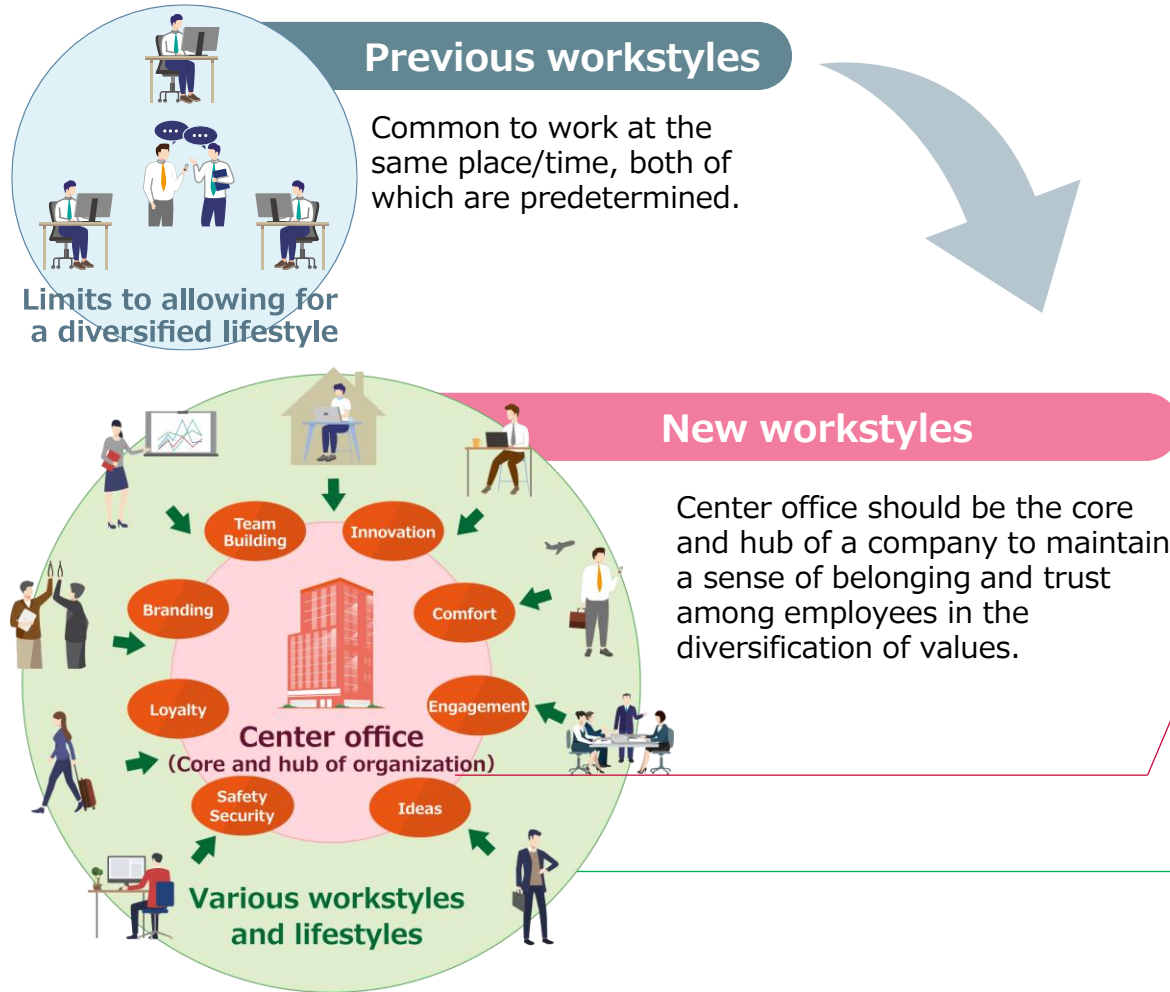 Previous workstyles
Common to work at the
same place/time, both of
which are predetermined.
Limits to allowing for
a diversified lifestyle
New workstyles
Center office should be the core
and hub of a company to maintain
a sense of belonging and trust
among employees in the
diversification of values.
Team
Building
Innovation
Branding
Comfort
Loyalty
Engagement
Center office
(Core and hub of organization)
Safety
Security
Ideas
Various workstyles
and lifestyles